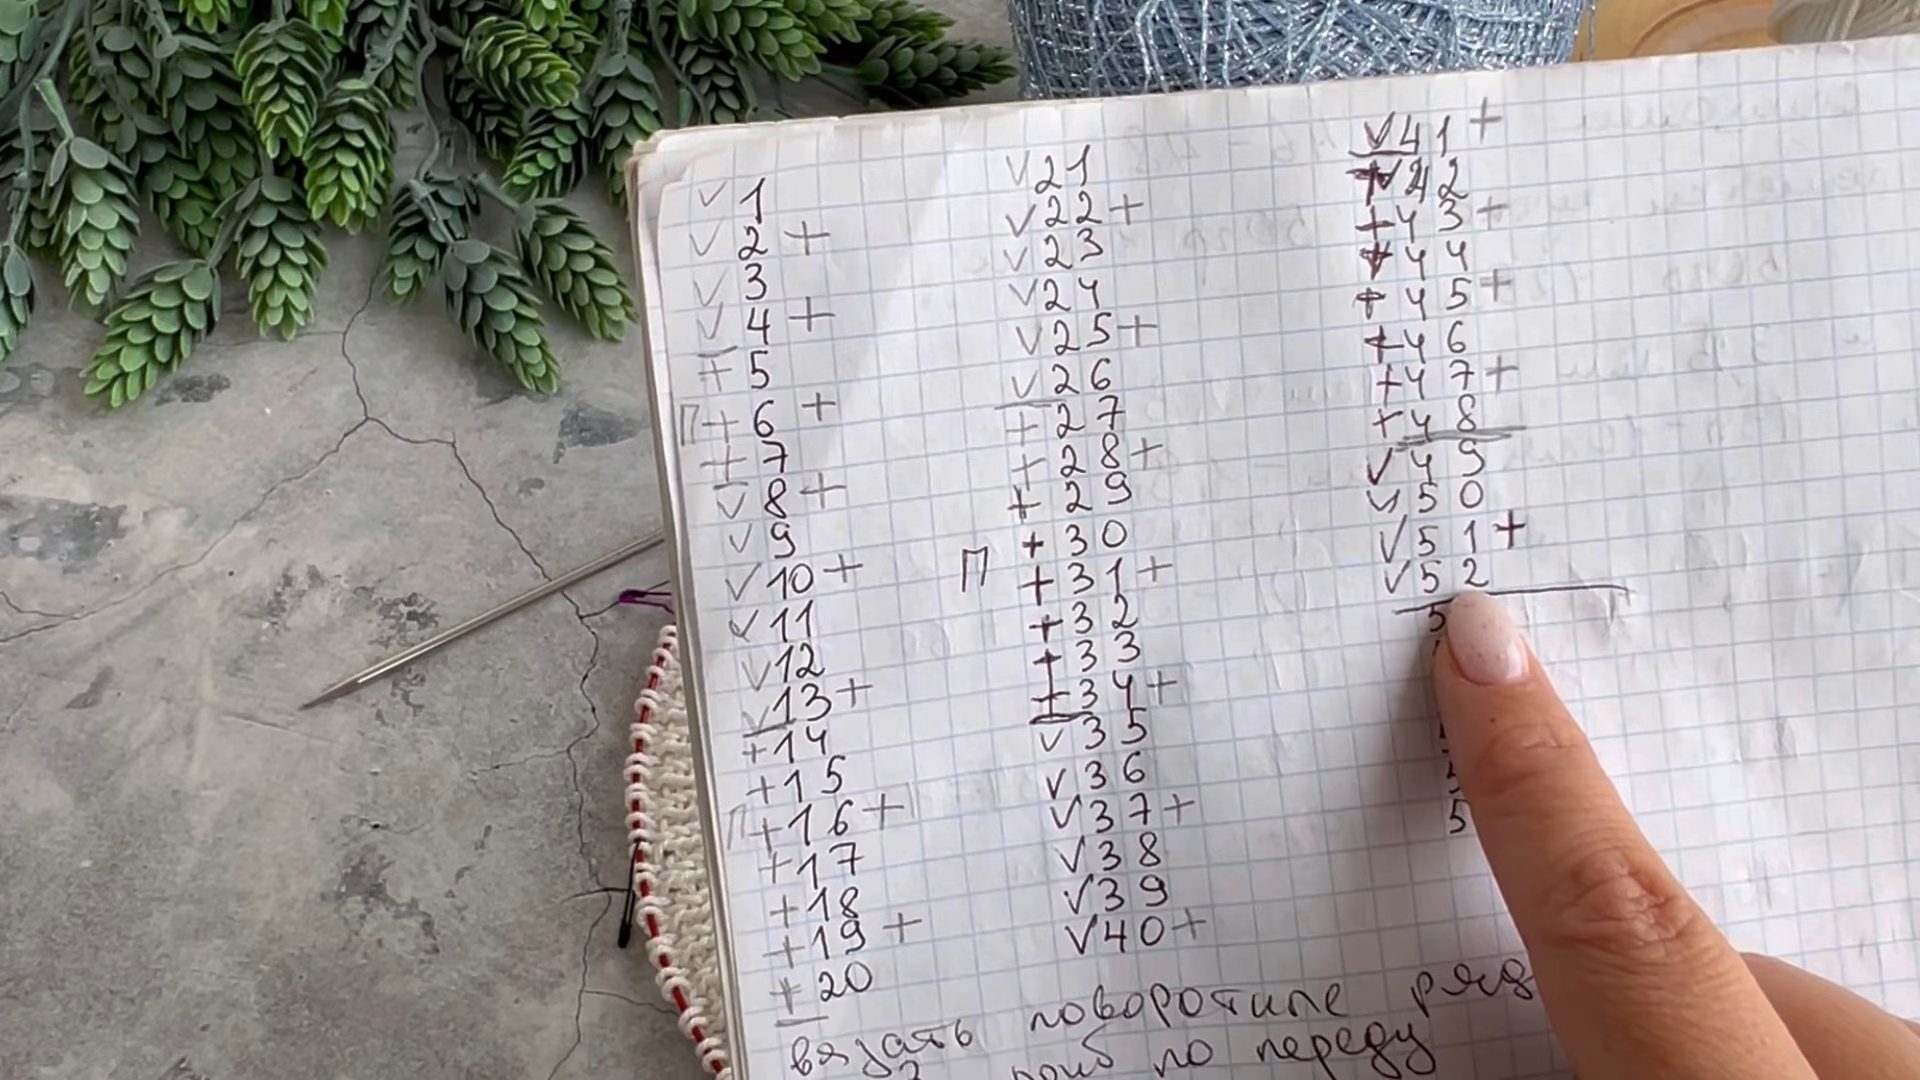 ✓ 1
✓ 2 +
✓ 3
✓ 4 +
+ 5
П + 6 +
+ 7
✓ 8 +
✓ 9
✓ 10 +
✓ 11
✓ 12
✓ 13 +
+ 14
+ 15
П + 16 +
+ 17
+ 18
+ 19 +
+ 20
✓ 21
✓ 22 +
✓ 23
✓ 24
✓ 25 +
✓ 26
+ 27
+ 28 +
+ 29
+ 30
П + 31 +
+ 32
+ 33
+ 34 +
✓ 35
✓ 36
✓ 37 +
✓ 38
✓ 39
✓ 40 +
✓ 41 +
42
+ 43 +
+ 44
+ 45 +
+ 46
+ 47 +
+ 48
✓ 49
✓ 50
✓ 51 +
✓ 52
вязать поворотные ряд
по переду